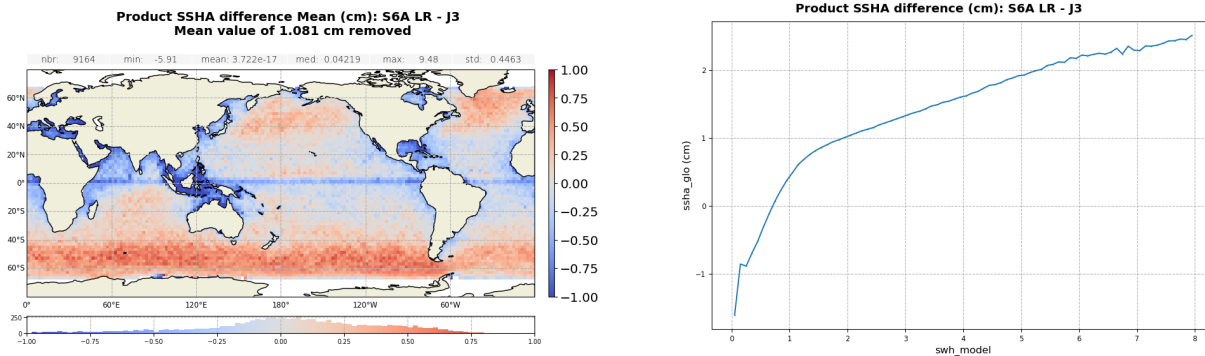 Product SSHA difference Mean (cm): S6A LR - J3
Mean value of 1.081 cm removed
nbr: 9164 min: -5.91 mean: 3.722e-17 med: 0.04219 max: 9.48 std: 0.4463
60°N
40°N
20°N
0°
20°S
40°S
60°S
0° 60°E 120°E 180° 120°W 60°W
1.00
0.75
0.50
0.25
0.00
−0.25
−0.50
−0.75
−1.00
250
0
−1.00 −0.75 −0.50 −0.25 0.00 0.25 0.50 0.75 1.00
Product SSHA difference (cm): S6A LR - J3
ssha_glo (cm)
2
1
0
−1
0 1 2 3 4 5 6 7 8
swh_model